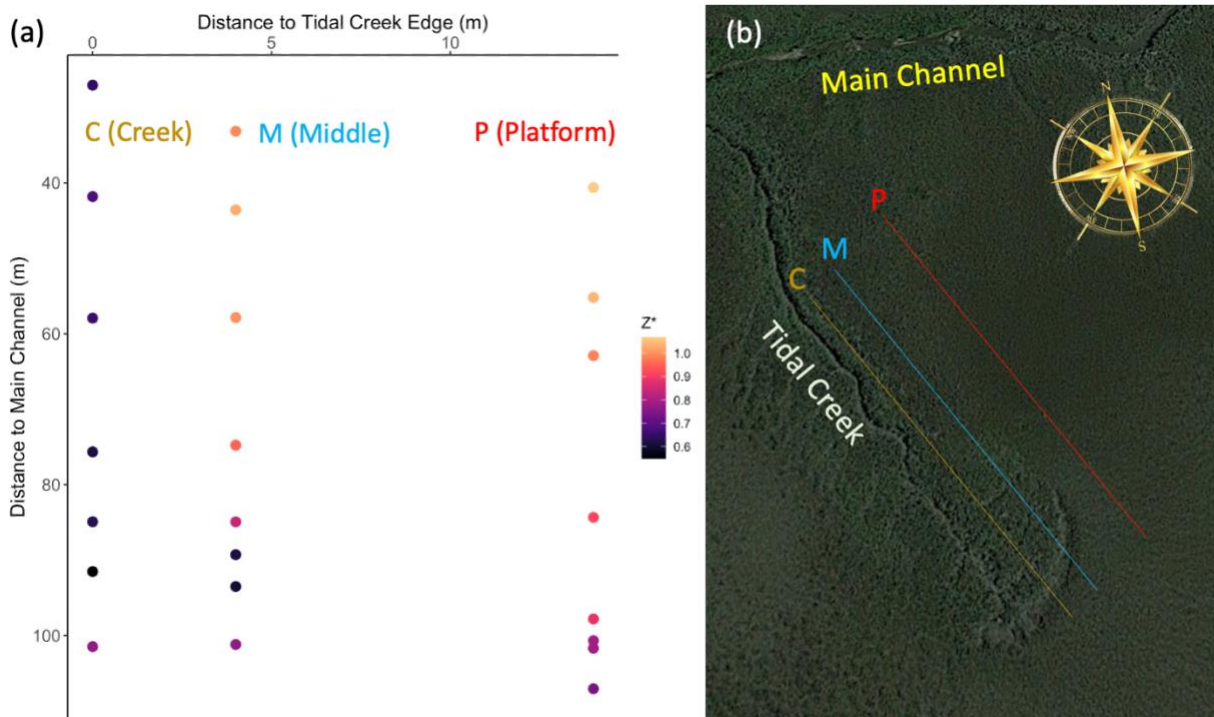 (a)
Distance to Tidal Creek Edge (m)
0 5 10
C (Creek) M (Middle) P (Platform)
Distance to Main Channel (m)
40
60
80
100
Z*
1.0
0.9
0.8
0.7
0.6
(b)
Main Channel
N
S
P
M
C
Tidal Creek